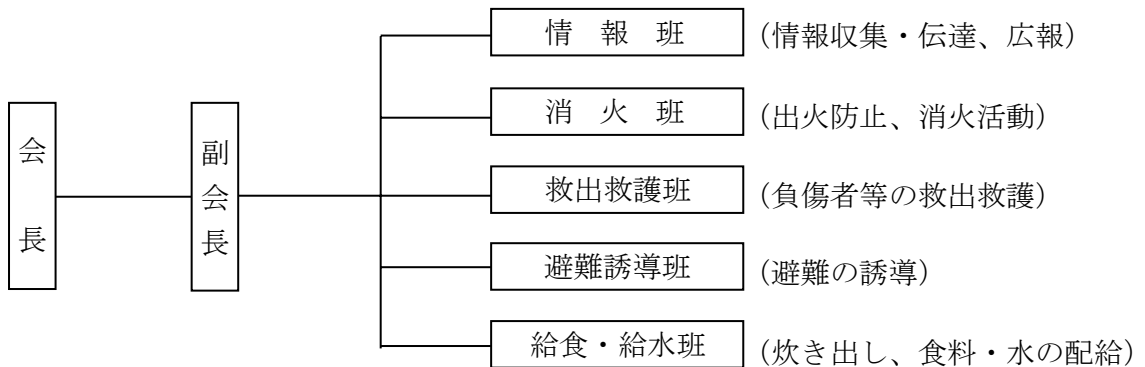 会長
副会長
情報班 (情報収集・伝達、広報)
消火班 (出火防止、消火活動)
救出救護班 (負傷者等の救出救護)
避難誘導班 (避難の誘導)
給食・給水班 (炊き出し、食料・水の配給)